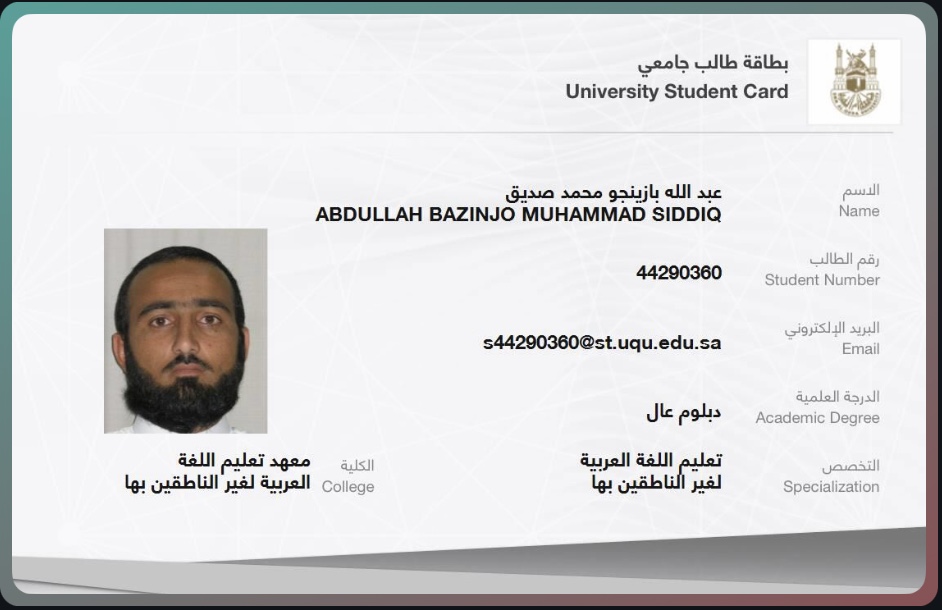 بطاقة طالب جامعي
University Student Card
الاسم
عبد الله بازينجو محمد صديق
Name
ABDULLAH BAZINJO MUHAMMAD SIDDIQ
رقم الطالب
44290360
Student Number
البريد الإلكتروني
s44290360@st.uqu.edu.sa
Email
الدرجة العلمية
دبلوم عال
Academic Degree
التخصص
تعليم اللغة العربية
لغير الناطقين بها
Specialization
الكلية
معهد تعليم اللغة
العربية لغير الناطقين بها
College